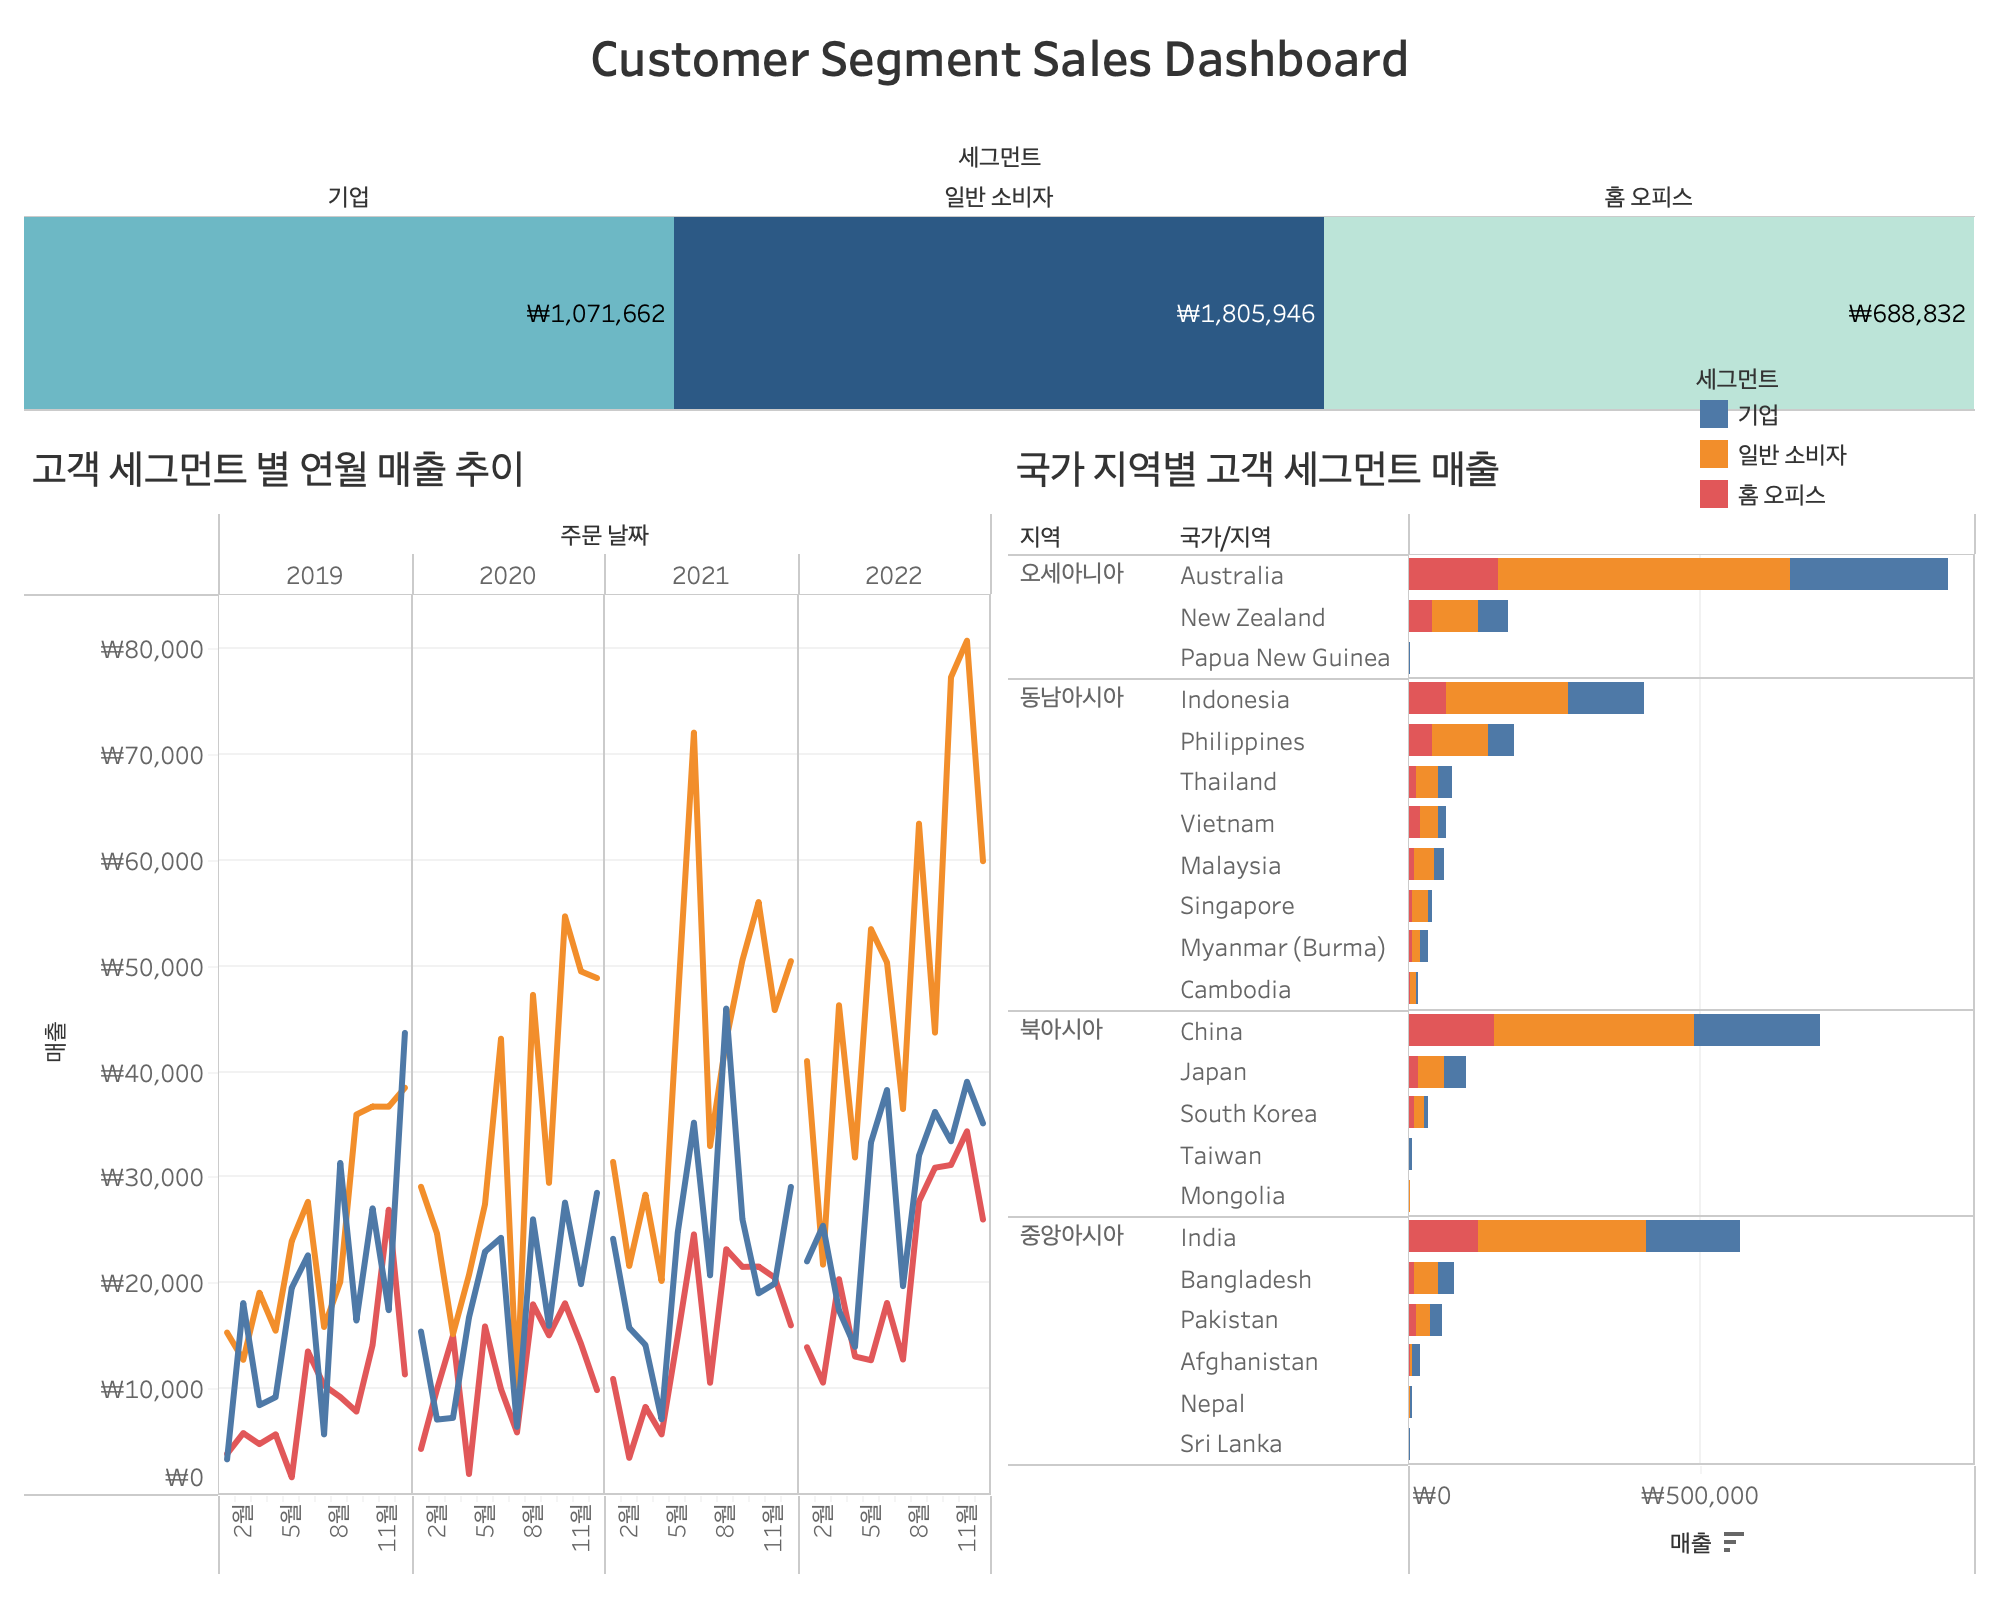 Customer Segment Sales Dashboard
세그먼트
기업 일반 소비자 홈 오피스
₩1,071,662 ₩1,805,946 ₩688,832
세그먼트
기업
일반 소비자
홈 오피스
고객 세그먼트 별 연월 매출 추이
주문 날짜
2019 2020 2021 2022
₩80,000
₩70,000
₩60,000
₩50,000
₩40,000
₩30,000
₩20,000
₩10,000
₩0
매출
2월 5월 8월 11월 2월 5월 8월 11월 2월 5월 8월 11월 2월 5월 8월 11월
국가 지역별 고객 세그먼트 매출
지역 국가/지역
오세아니아 Australia
New Zealand
Papua New Guinea
동남아시아 Indonesia
Philippines
Thailand
Vietnam
Malaysia
Singapore
Myanmar (Burma)
Cambodia
북아시아 China
Japan
South Korea
Taiwan
Mongolia
중앙아시아 India
Bangladesh
Pakistan
Afghanistan
Nepal
Sri Lanka
₩0 ₩500,000
매출